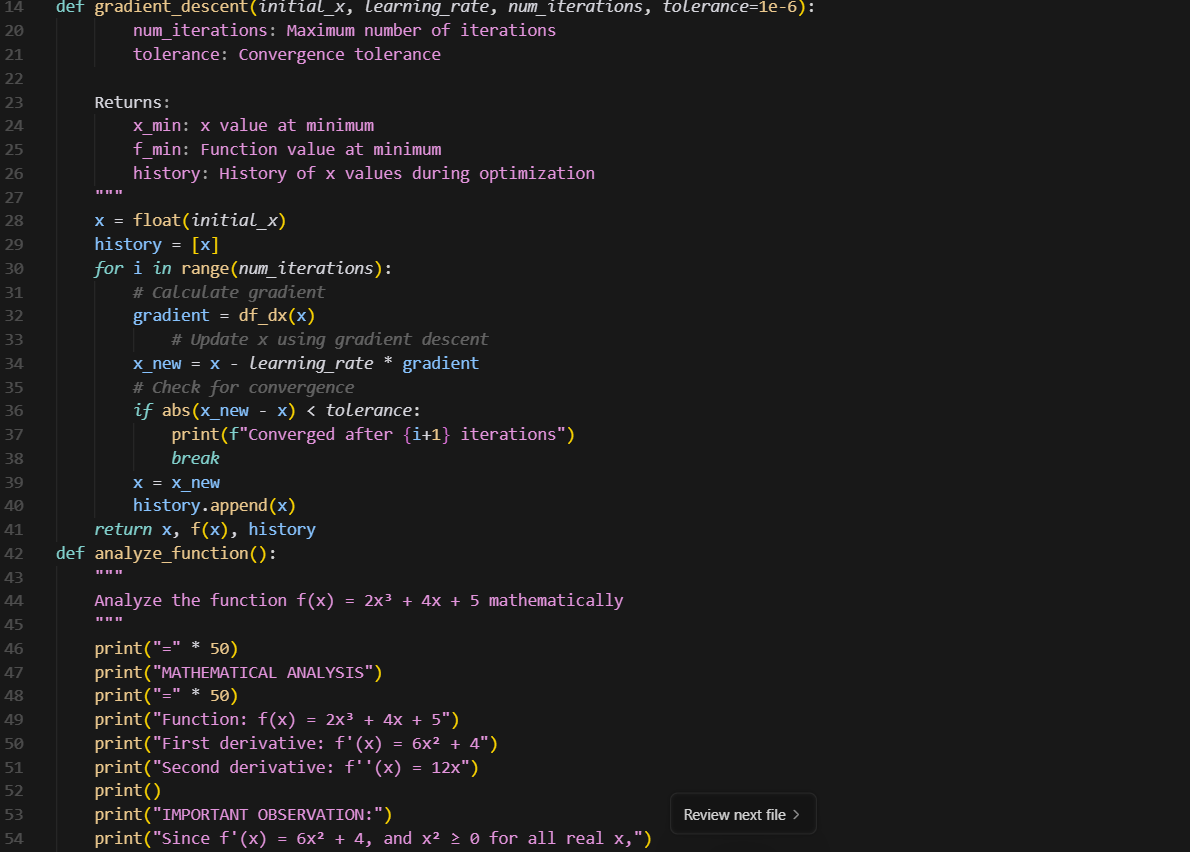 14 def gradient_descent(initial_x, learning_rate, num_iterations, tolerance=1e-6):
20 num_iterations: Maximum number of iterations
21 tolerance: Convergence tolerance
22
23 Returns:
24 x_min: x value at minimum
25 f_min: Function value at minimum
26 history: History of x values during optimization
27 """
28 x = float(initial_x)
29 history = [x]
30 for i in range(num_iterations):
31 # Calculate gradient
32 gradient = df_dx(x)
33 # Update x using gradient descent
34 x_new = x - learning_rate * gradient
35 # Check for convergence
36 if abs(x_new - x) < tolerance:
37 print(f"Converged after {i+1} iterations")
38 break
39 x = x_new
40 history.append(x)
41 return x, f(x), history
42 def analyze_function():
43 """
44 Analyze the function f(x) = 2x³ + 4x + 5 mathematically
45 """
46 print("=" * 50)
47 print("MATHEMATICAL ANALYSIS")
48 print("=" * 50)
49 print("Function: f(x) = 2x³ + 4x + 5")
50 print("First derivative: f'(x) = 6x² + 4")
51 print("Second derivative: f''(x) = 12x")
52 print()
53 print("IMPORTANT OBSERVATION:")
54 print("Since f'(x) = 6x² + 4, and x² ≥ 0 for all real x,")
Review next file >